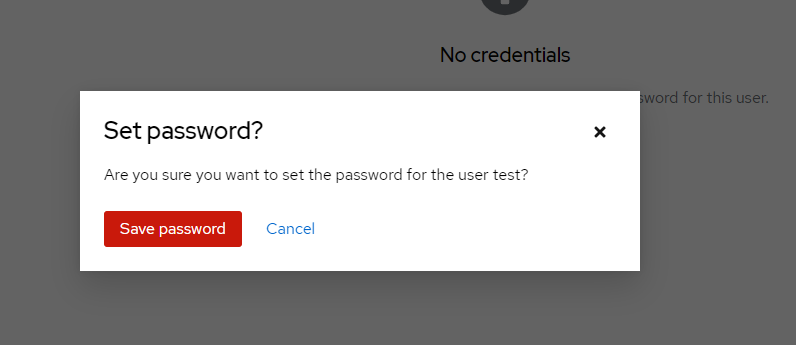 No credentials
sword for this user.
Set password?
Are you sure you want to set the password for the user test?
Save password
Cancel